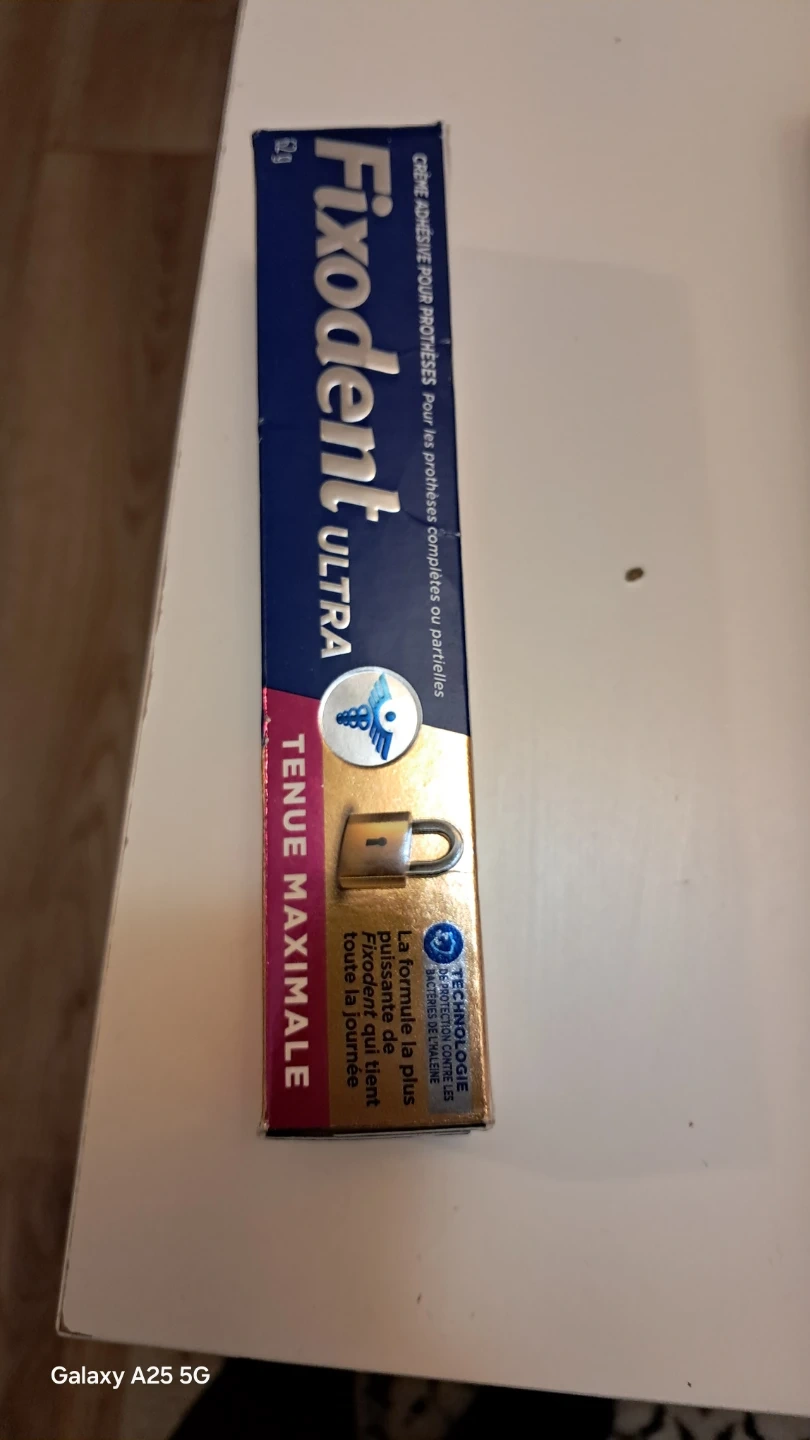 CRÈME ADHÉSIVE POUR PROTHÈSES Pour les prothèses complètes ou partielles
Fixodent ULTRA
62 g
TENUE MAXIMALE
TECHNOLOGIE
DE PROTECTION CONTRE LES
BACTÉRIES DE L'HALEINE
La formule la plus
puissante de
Fixodent qui tient
toute la journée
Galaxy A25 5G